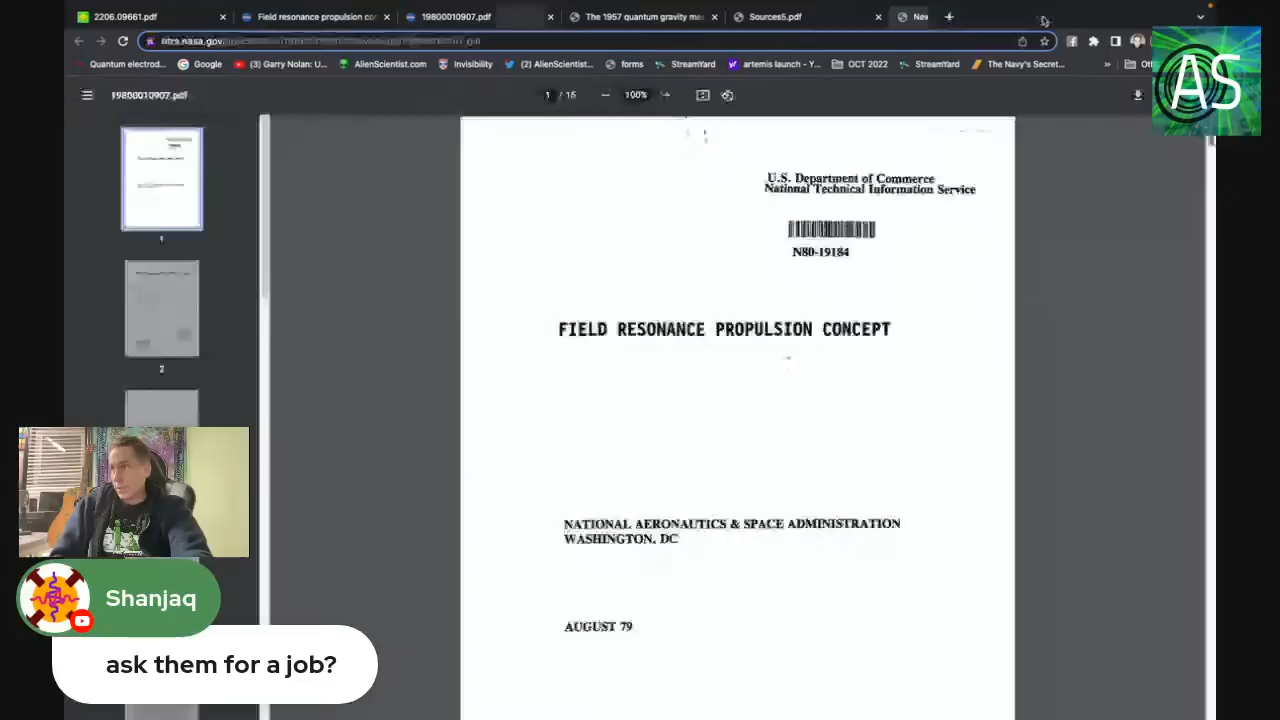 2206.09661.pdf
Field resonance propulsion co
19800010907.pdf
The 1957 quantum gravity me
Sources5.pdf
Nev
ntrs.nasa.gov
Quantum electrod...
Google
(3) Garry Nolan: U...
AlienScientist.com
Invisibility
(2) (AlienScientist...
forms
StreamYard
artemis launch - Y...
OCT 2022
StreamYard
The Navy's Secret...
»
19800010907.pdf
1 / 15
100%
AS
1
2
U.S. Department of Commerce
National Technical Information Service
N80-19184
FIELD RESONANCE PROPULSION CONCEPT
NATIONAL AERONAUTICS & SPACE ADMINISTRATION
WASHINGTON, DC
AUGUST 79
Shanjaq
ask them for a job?